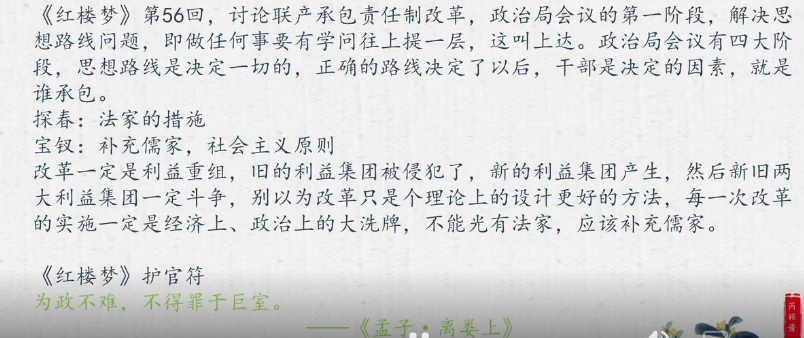 《红楼梦》第56回，讨论联产承包责任制改革，政治局会议的第一阶段，解决思
想路线问题，即做任何事要有学问往上提一层，这叫上达。政治局会议有四大阶
段，思想路线是决定一切的，正确的路线决定了以后，干部是决定的因素，就是
谁承包。
探春：法家的措施
宝钗：补充儒家，社会主义原则
改革一定是利益重组，旧的利益集团被侵犯了，新的利益集团产生，然后新旧两
大利益集团一定斗争，别以为改革只是个理论上的设计更好的方法，每一次改革
的实施一定是经济上、政治上的大洗牌，不能光有法家，应该补充儒家。
《红楼梦》护官符
为政不难，不得罪于巨室。
——《孟子·离娄上》